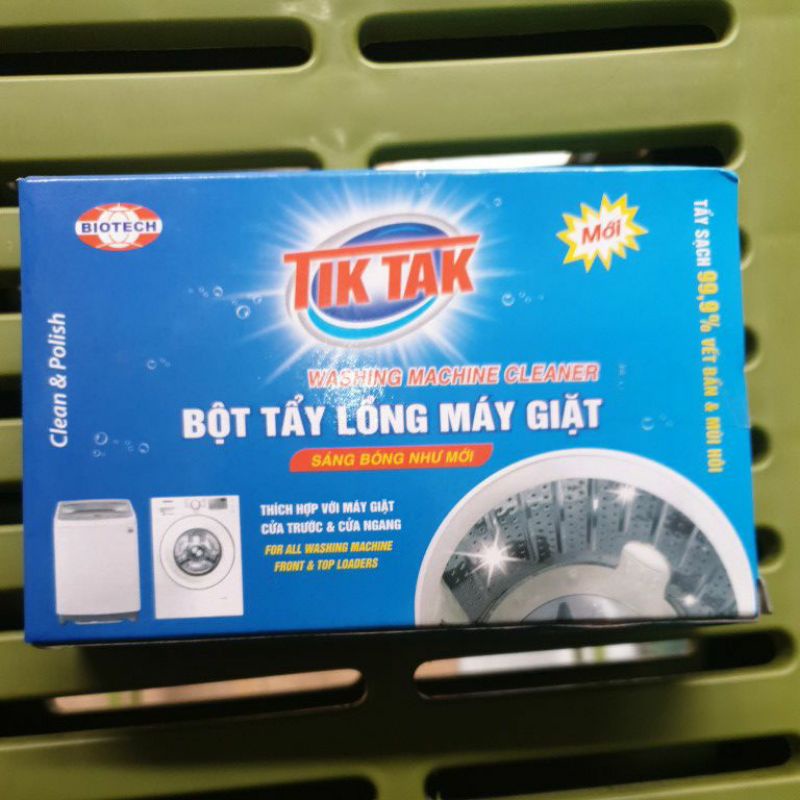 BIOTECH
Clean & Polish
TIK TAK
Mới
WASHING MACHINE CLEANER
BỘT TẨY LỒNG MÁY GIẶT
SÁNG BÓNG NHƯ MỚI
THÍCH HỢP VỚI MÁY GIẶT
CỬA TRƯỚC & CỬA NGANG
FOR ALL WASHING MACHINE
FRONT & TOP LOADERS
TẨY SẠCH 99,9% VẾT BẨN & MÙI HÔI